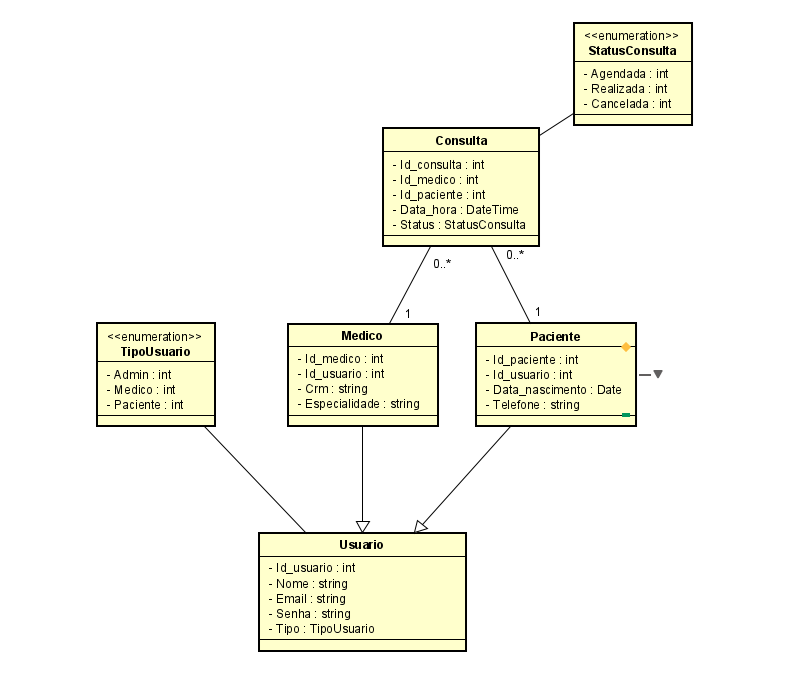 <<enumeration>>
StatusConsulta
- Agendada : int
- Realizada : int
- Cancelada : int
Consulta
- Id_consulta : int
- Id_medico : int
- Id_paciente : int
- Data_hora : DateTime
- Status : StatusConsulta
0..*
0..*
1
1
<<enumeration>>
TipoUsuario
- Admin : int
- Medico : int
- Paciente : int
Medico
- Id_medico : int
- Id_usuario : int
- Crm : string
- Especialidade : string
Paciente
- Id_paciente : int
- Id_usuario : int
- Data_nascimento : Date
- Telefone : string
Usuario
- Id_usuario : int
- Nome : string
- Email : string
- Senha : string
- Tipo : TipoUsuario